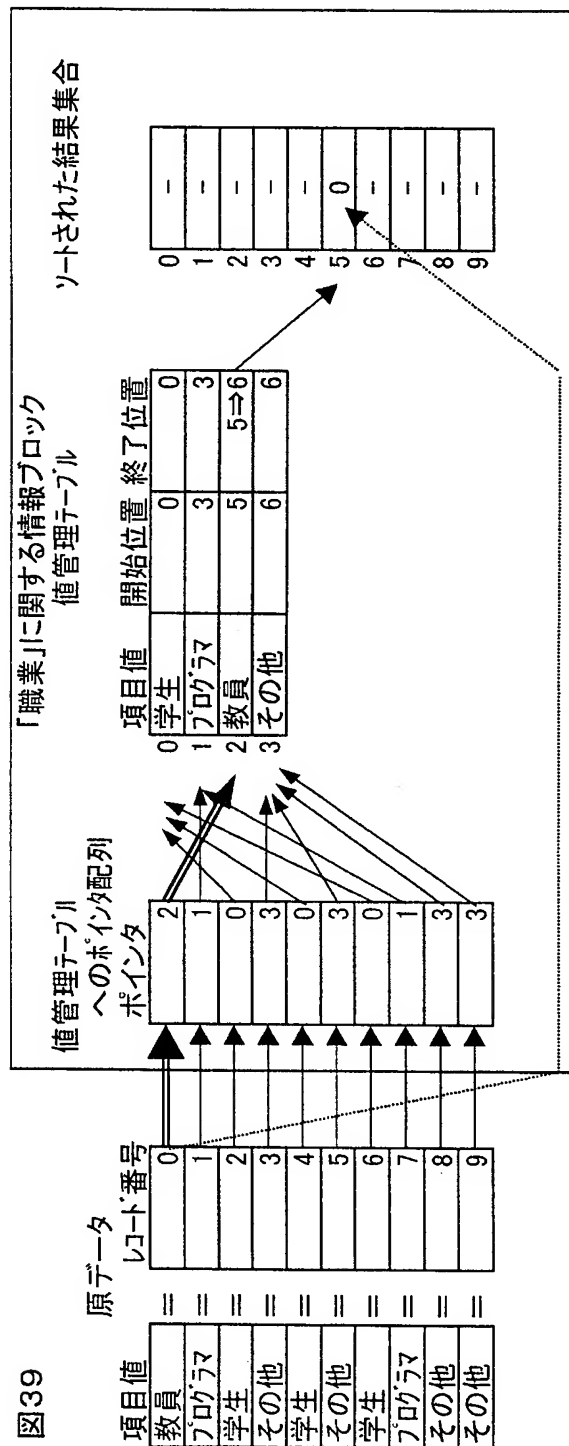 図39
「職業」に関する情報ブロック
原データ
項目値 レコード番号
教員 = 0
プログラマ = 1
学生 = 2
その他 = 3
学生 = 4
その他 = 5
学生 = 6
プログラマ = 7
その他 = 8
その他 = 9
値管理テーブル
へのポインタ配列
ポインタ
2
1
0
3
0
3
0
1
3
3
値管理テーブル
項目値 開始位置 終了位置
0 学生 0 0
1 プログラマ 3 3
2 教員 5 5⇒6
3 その他 6 6
ソートされた結果集合
0 -
1 -
2 -
3 -
4 -
5 0
6 -
7 -
8 -
9 -